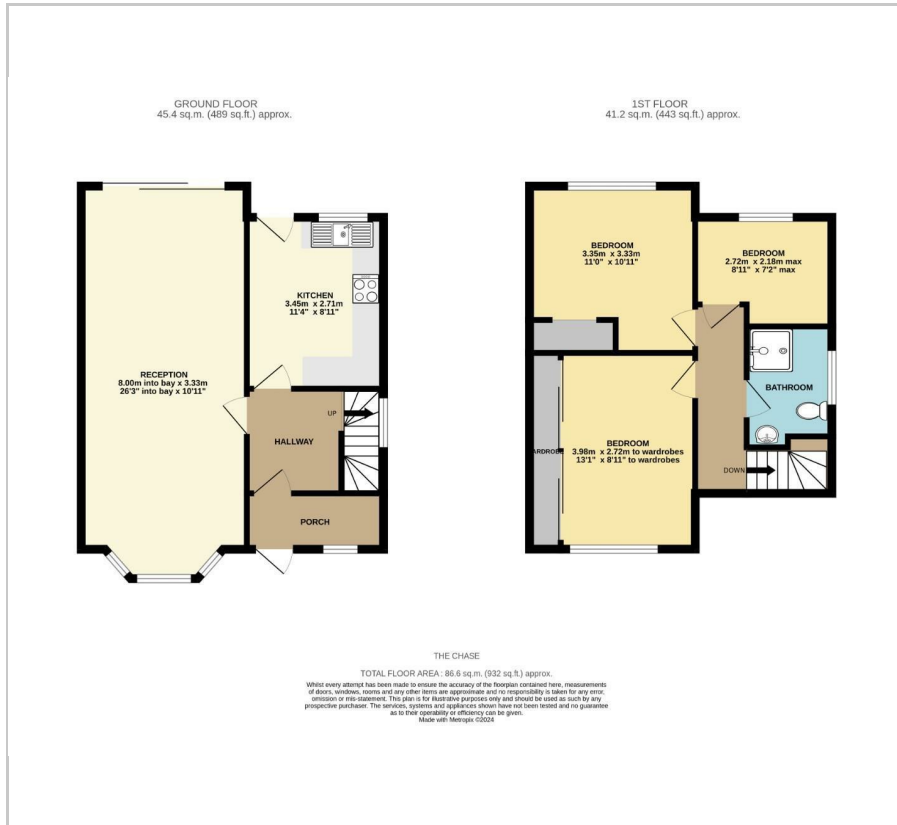 GROUND FLOOR
45.4 sq.m. (489 sq.ft.) approx.
RECEPTION
8.00m into bay x 3.33m
26'3" into bay x 10'11"
KITCHEN
3.45m x 2.71m
11'4" x 8'11"
UP
HALLWAY
PORCH
1ST FLOOR
41.2 sq.m. (443 sq.ft.) approx.
BEDROOM
3.35m x 3.33m
11'0" x 10'11"
BEDROOM
2.72m x 2.18m max
8'11" x 7'2" max
BATHROOM
ARDROBE
BEDROOM
3.98m x 2.72m to wardrobes
13'1" x 8'11" to wardrobes
DOWN
THE CHASE
TOTAL FLOOR AREA : 86.6 sq.m. (932 sq.ft.) approx.
Whilst every attempt has been made to ensure the accuracy of the floorplan contained here, measurements
of doors, windows, rooms and any other items are approximate and no responsibility is taken for any error,
omission or mis-statement. This plan is for illustrative purposes only and should be used as such by any
prospective purchaser. The services, systems and appliances shown have not been tested and no guarantee
as to their operability or efficiency can be given.
Made with Metropix ©2024